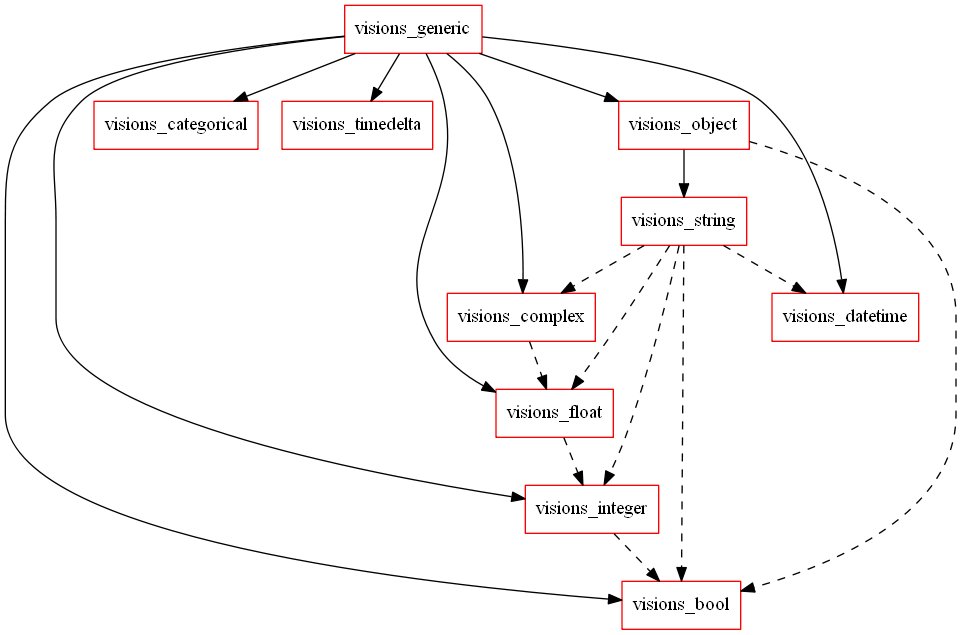 visions_generic
visions_categorical
visions_timedelta
visions_object
visions_string
visions_complex
visions_datetime
visions_float
visions_integer
visions_bool